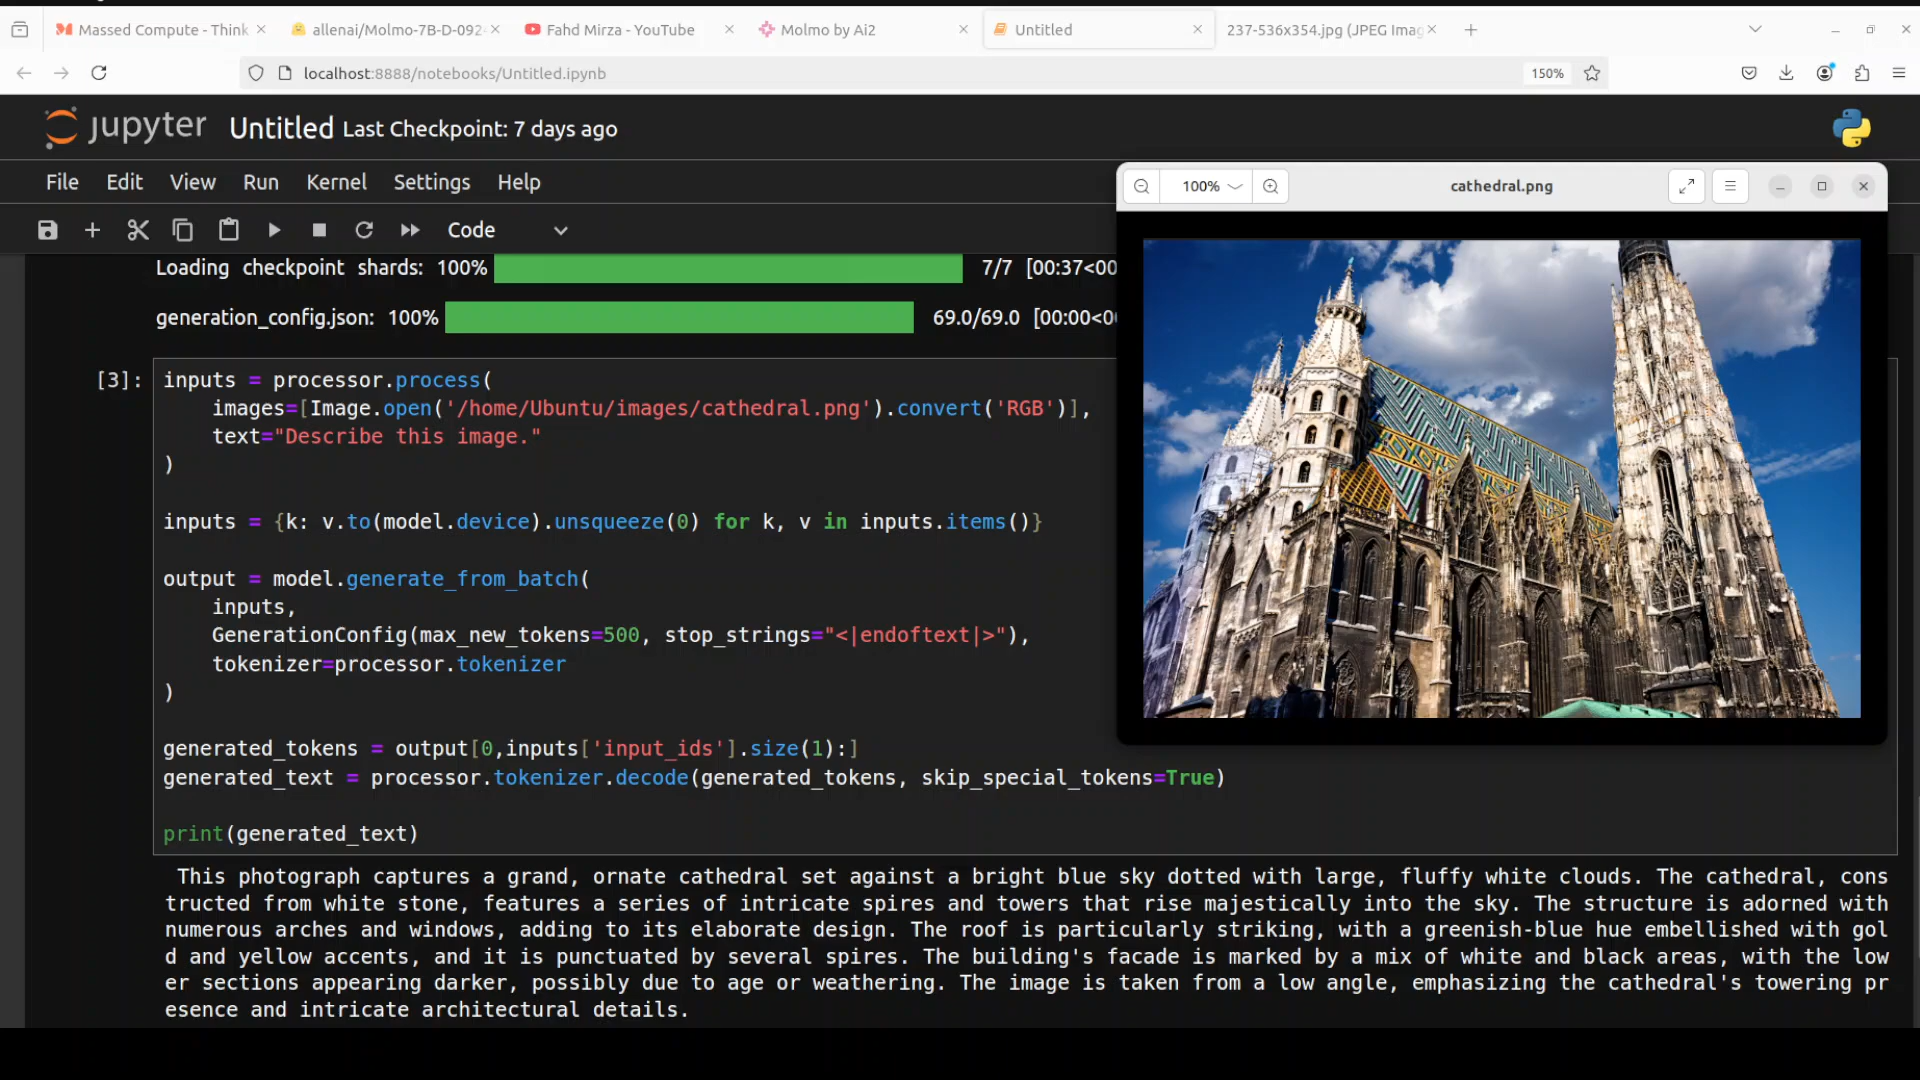 Massed Compute - Think
allenai/Molmo-7B-D-092
Fahd Mirza - YouTube
Molmo by Ai2
Untitled
237-536x354.jpg (JPEG Imag
localhost:8888/notebooks/Untitled.ipynb
150%
jupyter Untitled Last Checkpoint: 7 days ago
File Edit View Run Kernel Settings Help
100%
cathedral.png
Code
Loading checkpoint shards: 100% 7/7 [00:37<00
generation_config.json: 100% 69.0/69.0 [00:00<00
[3]: inputs = processor.process(
images=[Image.open('/home/Ubuntu/images/cathedral.png').convert('RGB')],
text="Describe this image."
)
inputs = {k: v.to(model.device).unsqueeze(0) for k, v in inputs.items()}
output = model.generate_from_batch(
inputs,
GenerationConfig(max_new_tokens=500, stop_strings="<|endoftext|>"),
tokenizer=processor.tokenizer
)
generated_tokens = output[0,inputs['input_ids'].size(1):]
generated_text = processor.tokenizer.decode(generated_tokens, skip_special_tokens=True)
print(generated_text)
This photograph captures a grand, ornate cathedral set against a bright blue sky dotted with large, fluffy white clouds. The cathedral, cons
tructed from white stone, features a series of intricate spires and towers that rise majestically into the sky. The structure is adorned with
numerous arches and windows, adding to its elaborate design. The roof is particularly striking, with a greenish-blue hue embellished with gol
d and yellow accents, and it is punctuated by several spires. The building's facade is marked by a mix of white and black areas, with the low
er sections appearing darker, possibly due to age or weathering. The image is taken from a low angle, emphasizing the cathedral's towering pr
esence and intricate architectural details.